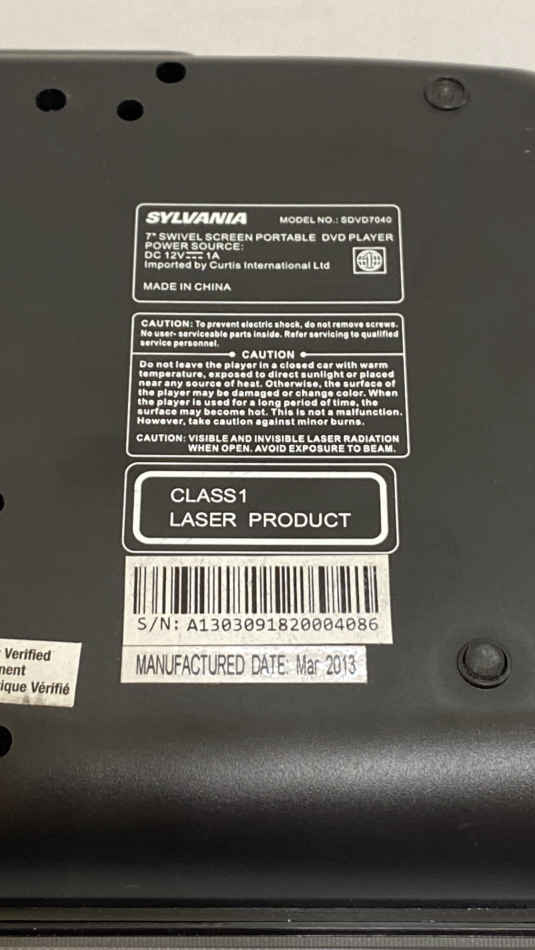 SYLVANIA MODEL NO.: SDVD7040
7" SWIVEL SCREEN PORTABLE DVD PLAYER
POWER SOURCE:
DC 12V⎓ 1A
Imported by Curtis International Ltd
MADE IN CHINA
CAUTION: To prevent electric shock, do not remove screws.
No user- serviceable parts inside. Refer servicing to qualified
service personnel.
CAUTION
Do not leave the player in a closed car with warm
temperature, exposed to direct sunlight or placed
near any source of heat. Otherwise, the surface of
the player may be damaged or change color. When
the player is used for a long period of time, the
surface may become hot. This is not a malfunction.
However, take caution against minor burns.
CAUTION: VISIBLE AND INVISIBLE LASER RADIATION
WHEN OPEN. AVOID EXPOSURE TO BEAM.
CLASS1
LASER PRODUCT
S/N: A1303091820004086
MANUFACTURED DATE: Mar 2013
Verified
Vérifié